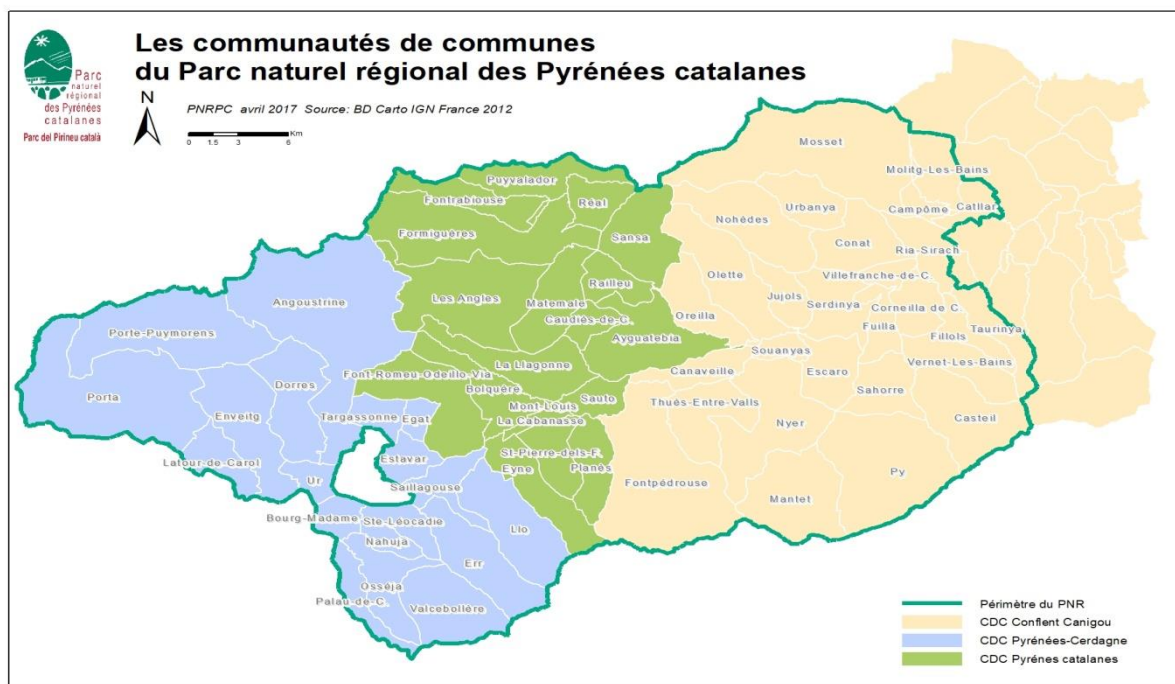 Parc
naturel
régional
des Pyrénées
catalanes
Parc del Pirineu català
Les communautés de communes
du Parc naturel régional des Pyrénées catalanes
N
PNRPC avril 2017 Source: BD Carto IGN France 2012
Km
0 1.5 3 6
Mosset
Puyvalador
Molitg-Les-Bains
Fontrabiouse
Réal
Urbanya
Campôme
Catllar
Nohèdes
Formiguères
Sansa
Conat
Ria-Sirach
Olette
Villefranche-de-C.
Railleu
Angoustrine
Les Angles
Matemale
Jujols
Serdinya
Corneilla de C.
Caudiès-de-C.
Oreilla
Fuilla
Taurinya
Porte-Puymorens
Ayguatébia
Fillols
Souanyas
La Llagonne
Vernet-Les-Bains
Font-Romeu-Odeillo-Via
Canaveille
Escaro
Bolquère
Sahorre
Dorres
Porta
Sauto
Thuès-Entre-Valls
Mont-Louis
Enveitg
Targassonne
Egat
La Cabanasse
Nyer
Casteil
St-Pierre-dels-F.
Estavar
Latour-de-Carol
Eyne
Planès
Py
Ur
Saillagouse
Fontpédrouse
Mantet
Bourg-Madame
Ste-Léocadie
Llo
Nahuja
Err
Osséja
Palau-de-C.
Valcebollère
Périmètre du PNR
CDC Conflent Canigou
CDC Pyrénées-Cerdagne
CDC Pyrénes catalanes